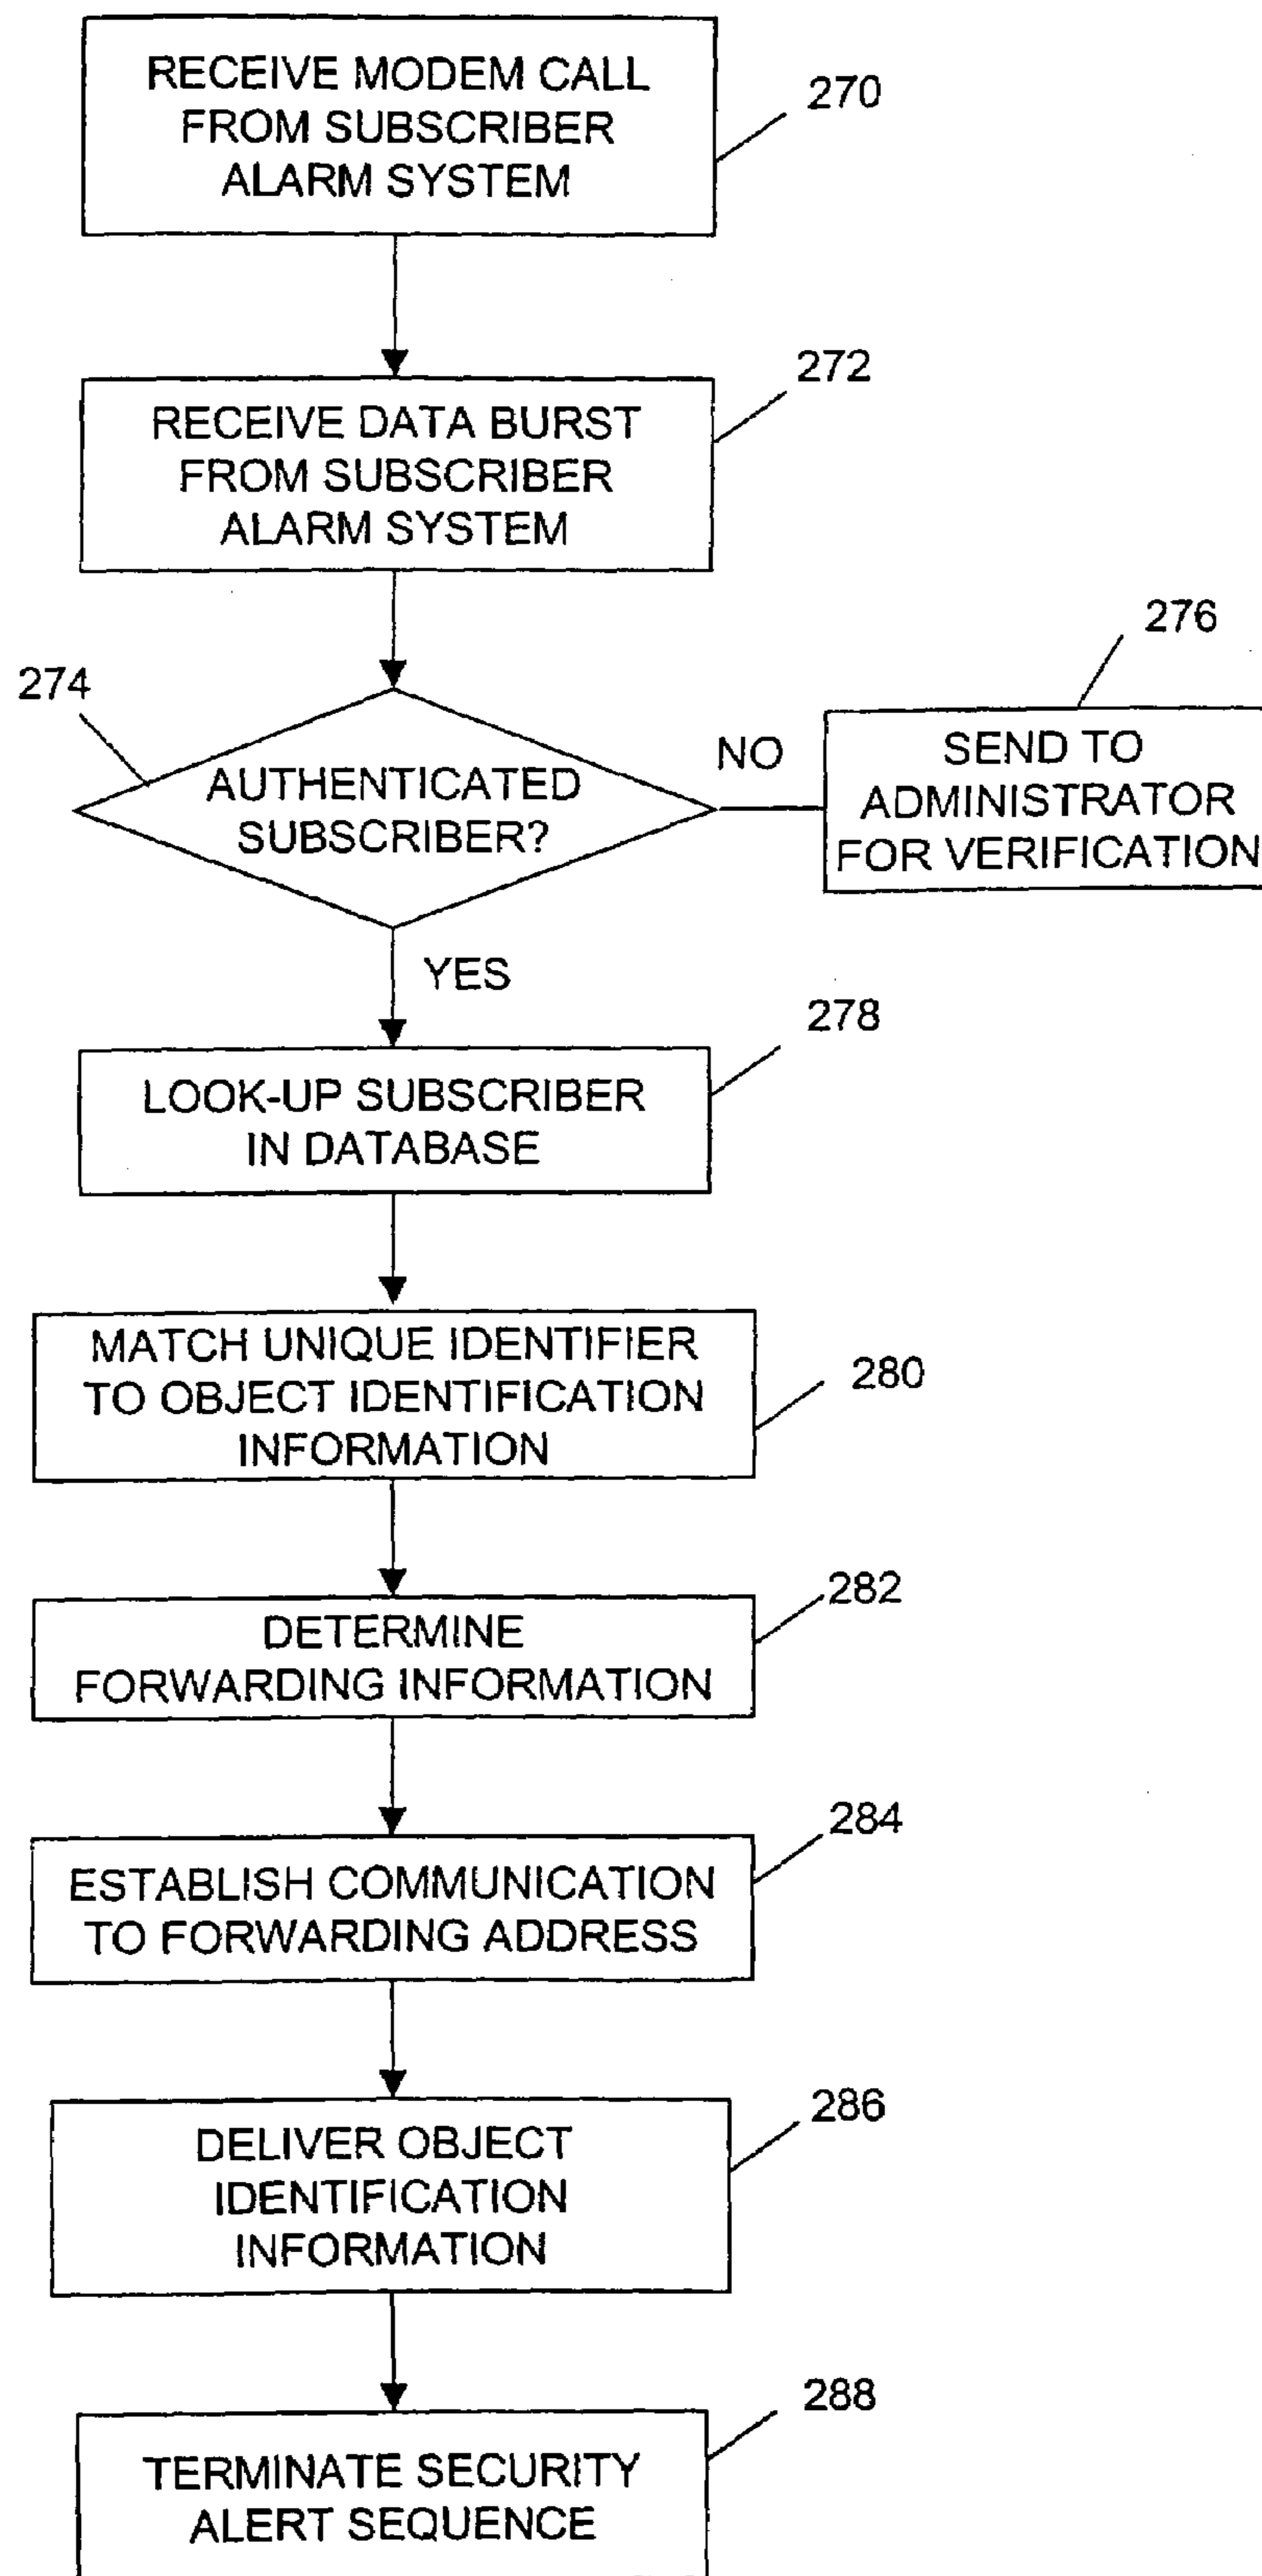 RECEIVE MODEM CALL
FROM SUBSCRIBER
ALARM SYSTEM
270
RECEIVE DATA BURST
FROM SUBSCRIBER
ALARM SYSTEM
272
274
AUTHENTICATED
SUBSCRIBER?
NO
276
SEND TO
ADMINISTRATOR
FOR VERIFICATION
YES
278
LOOK-UP SUBSCRIBER
IN DATABASE
MATCH UNIQUE IDENTIFIER
TO OBJECT IDENTIFICATION
INFORMATION
280
DETERMINE
FORWARDING INFORMATION
282
ESTABLISH COMMUNICATION
TO FORWARDING ADDRESS
284
DELIVER OBJECT
IDENTIFICATION
INFORMATION
286
TERMINATE SECURITY
ALERT SEQUENCE
288